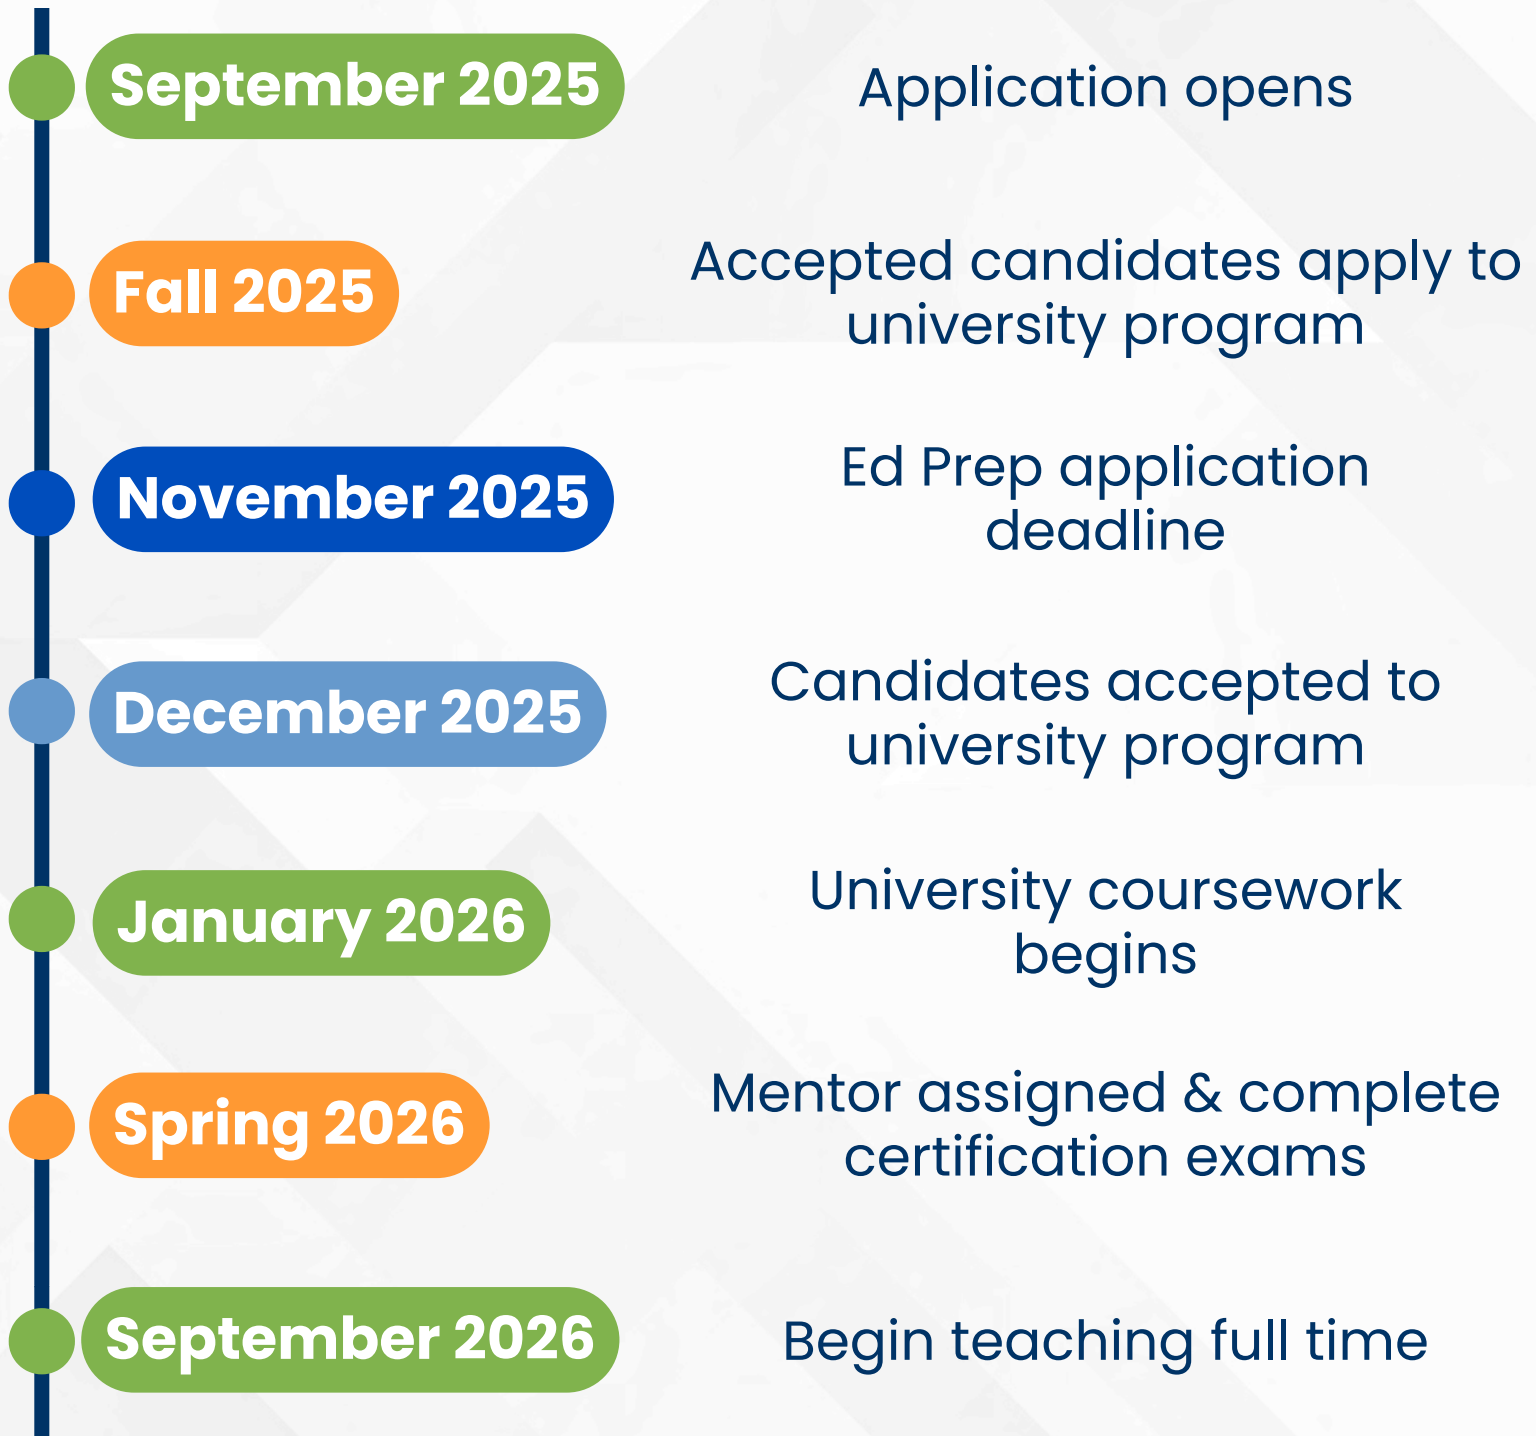 September 2025
Application opens
Fall 2025
Accepted candidates apply to
university program
November 2025
Ed Prep application
deadline
December 2025
Candidates accepted to
university program
January 2026
University coursework
begins
Spring 2026
Mentor assigned & complete
certification exams
September 2026
Begin teaching full time